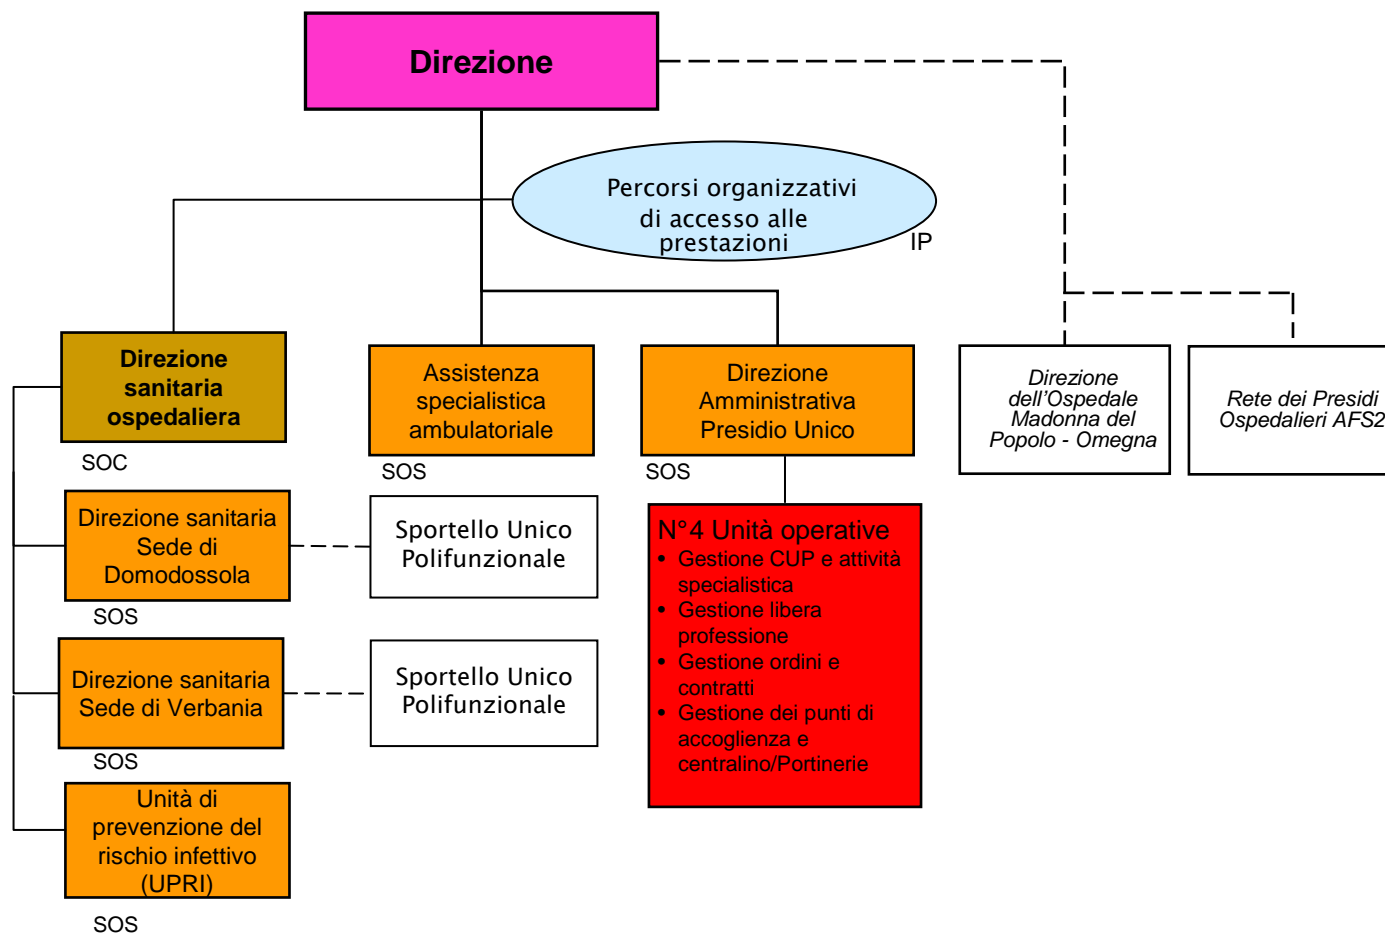 Direzione
Percorsi organizzativi
di accesso alle
prestazioni
IP
Direzione
sanitaria
ospedaliera
SOC
Assistenza
specialistica
ambulatoriale
SOS
Direzione
Amministrativa
Presidio Unico
SOS
Direzione
dell’Ospedale
Madonna del
Popolo - Omegna
Rete dei Presidi
Ospedalieri AFS2
Direzione sanitaria
Sede di
Domodossola
SOS
Sportello Unico
Polifunzionale
N°4 Unità operative
• Gestione CUP e attività
specialistica
• Gestione libera
professione
• Gestione ordini e
contratti
• Gestione dei punti di
accoglienza e
centralino/Portinerie
Direzione sanitaria
Sede di Verbania
SOS
Sportello Unico
Polifunzionale
Unità di
prevenzione del
rischio infettivo
(UPRI)
SOS